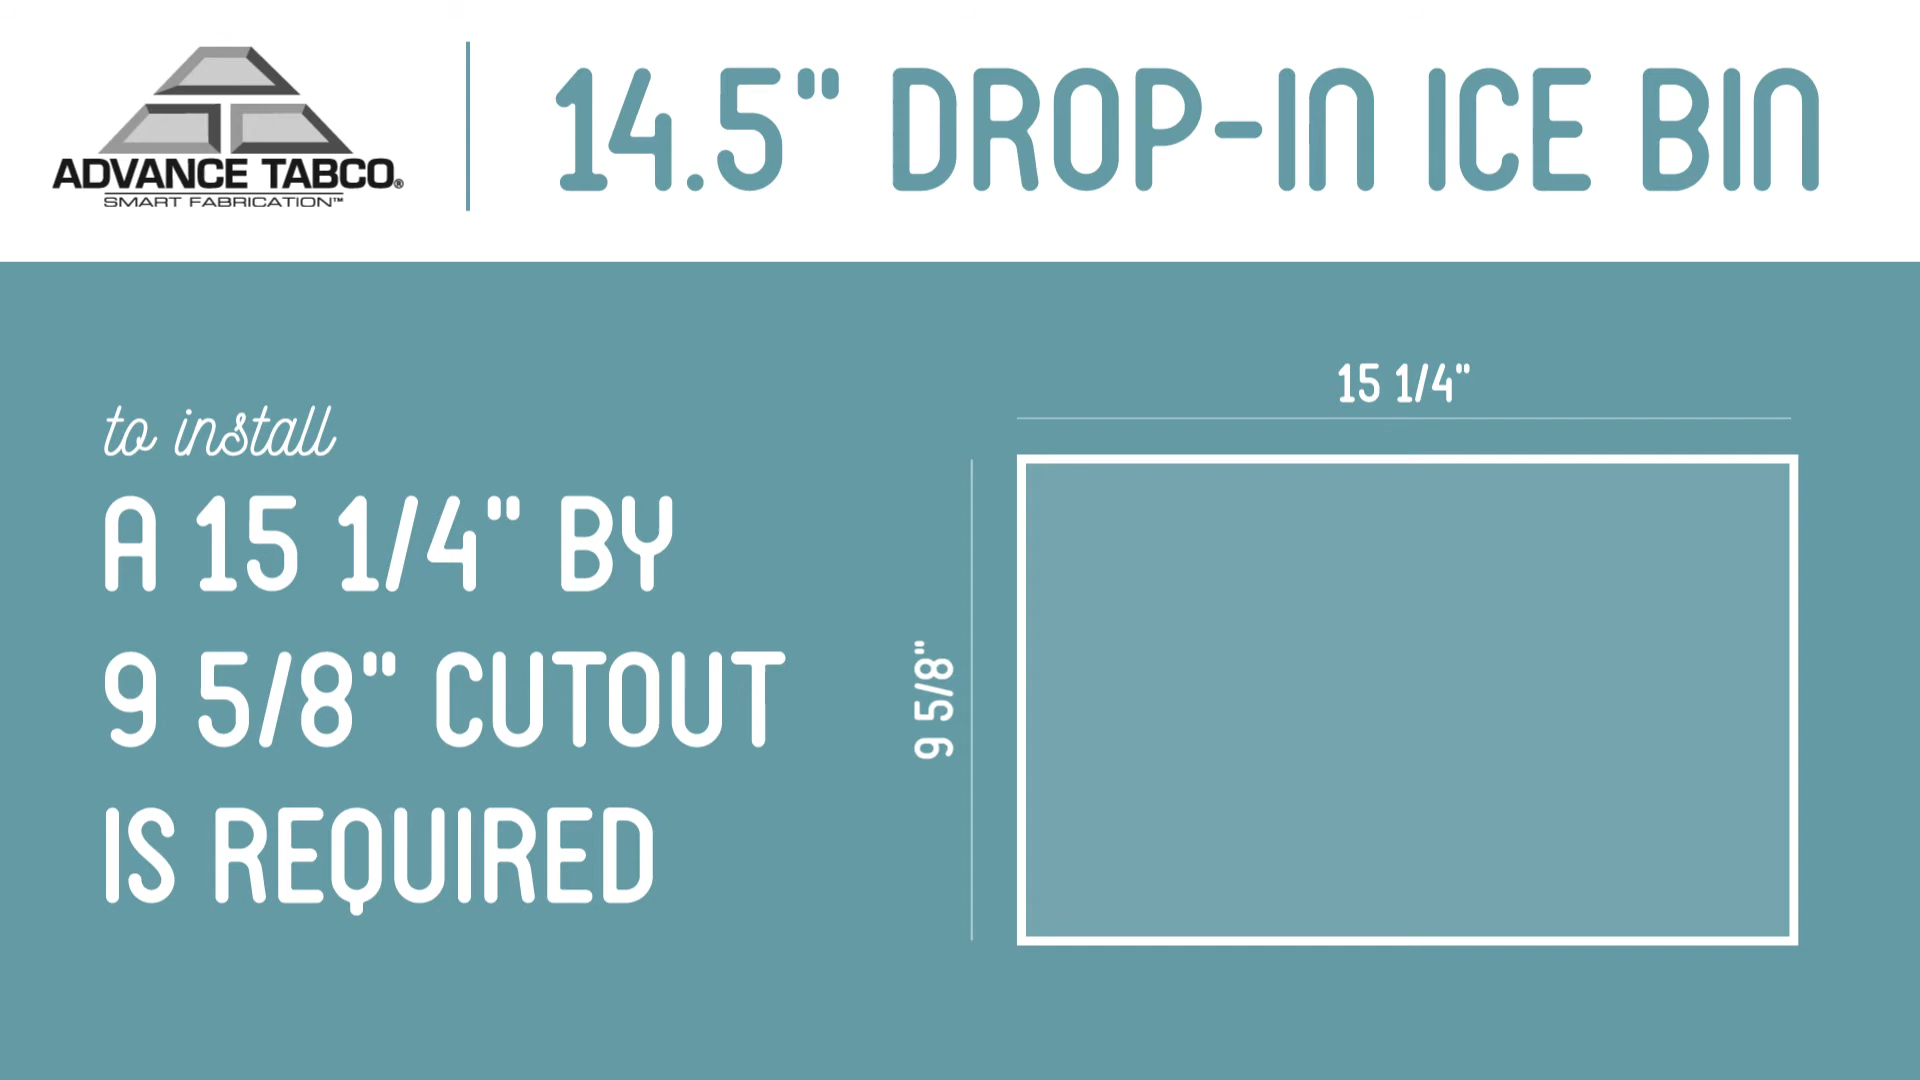 ADVANCE TABCO®
SMART FABRICATION™
14.5" DROP-IN ICE BIN
to install
A 15 1/4" BY
9 5/8" CUTOUT
IS REQUIRED
15 1/4"
9 5/8"